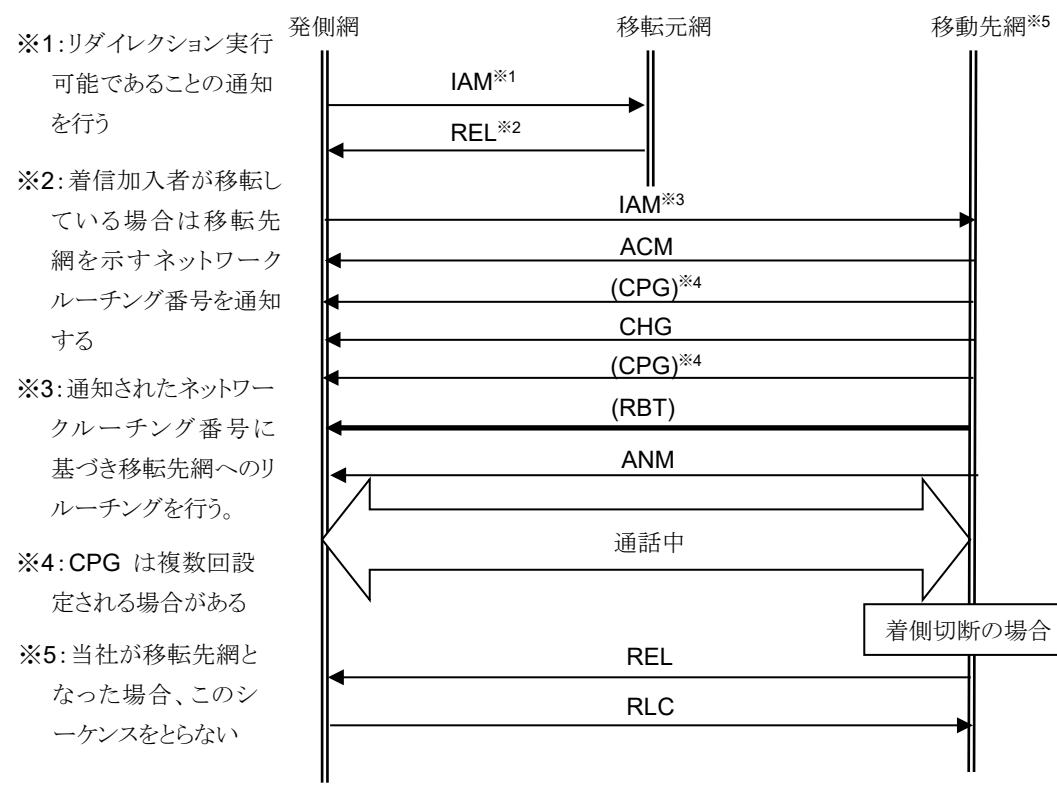 ※1:リダイレクション実行
可能であることの通知
を行う
※2:着信加入者が移転し
ている場合は移転先
網を示すネットワーク
ルーチング番号を通知
する
※3:通知されたネットワー
クルーチング番号に
基づき移転先網へのリ
ルーチングを行う。
※4:CPG は複数回設
定される場合がある
※5:当社が移転先網と
なった場合、このシ
ーケンスをとらない
発側網
移転元網
移動先網※5
IAM※1
REL※2
IAM※3
ACM
(CPG)※4
CHG
(CPG)※4
(RBT)
ANM
通話中
着側切断の場合
REL
RLC